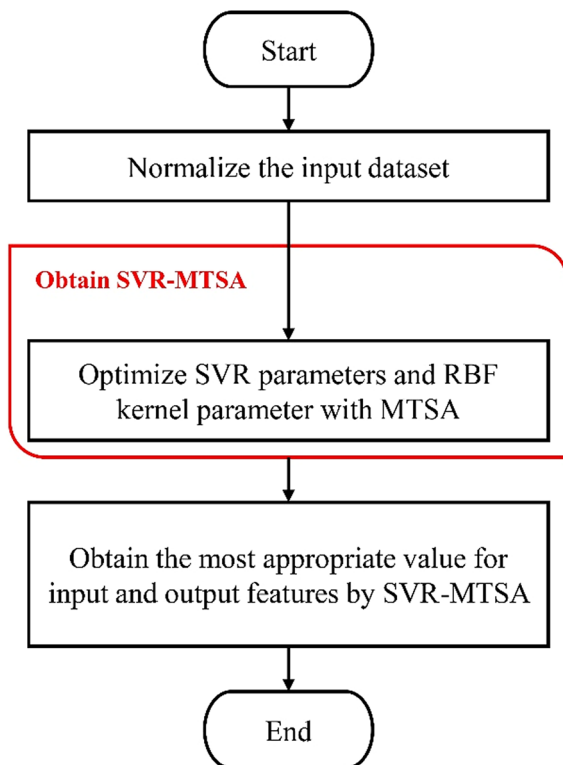 Start
Normalize the input dataset
Obtain SVR-MTSA
Optimize SVR parameters and RBF
kernel parameter with MTSA
Obtain the most appropriate value for
input and output features by SVR-MTSA
End